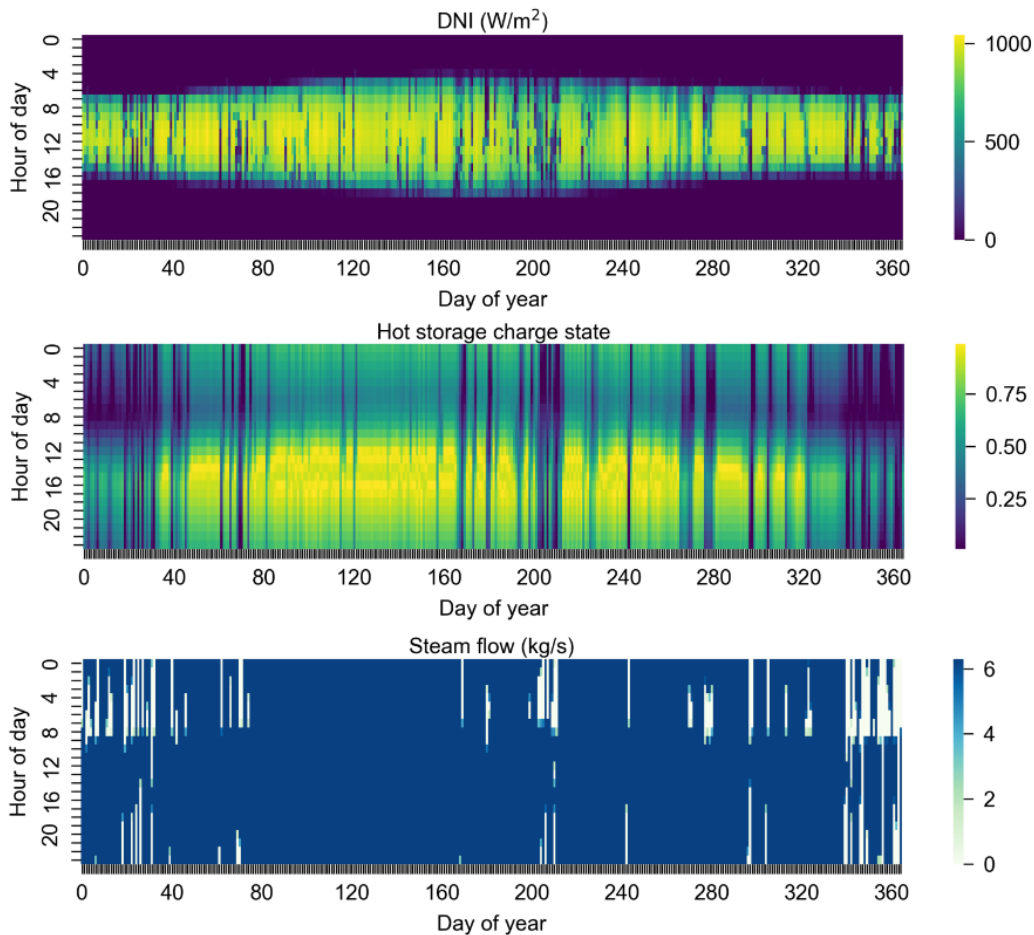 DNI (W/m²)
Hour of day
0
4
8
12
16
20
0 40 80 120 160 200 240 280 320 360
Day of year
1000
500
0
Hot storage charge state
Hour of day
0
4
8
12
16
20
0 40 80 120 160 200 240 280 320 360
Day of year
0.75
0.50
0.25
Steam flow (kg/s)
Hour of day
0
4
8
12
16
20
0 40 80 120 160 200 240 280 320 360
Day of year
6
4
2
0